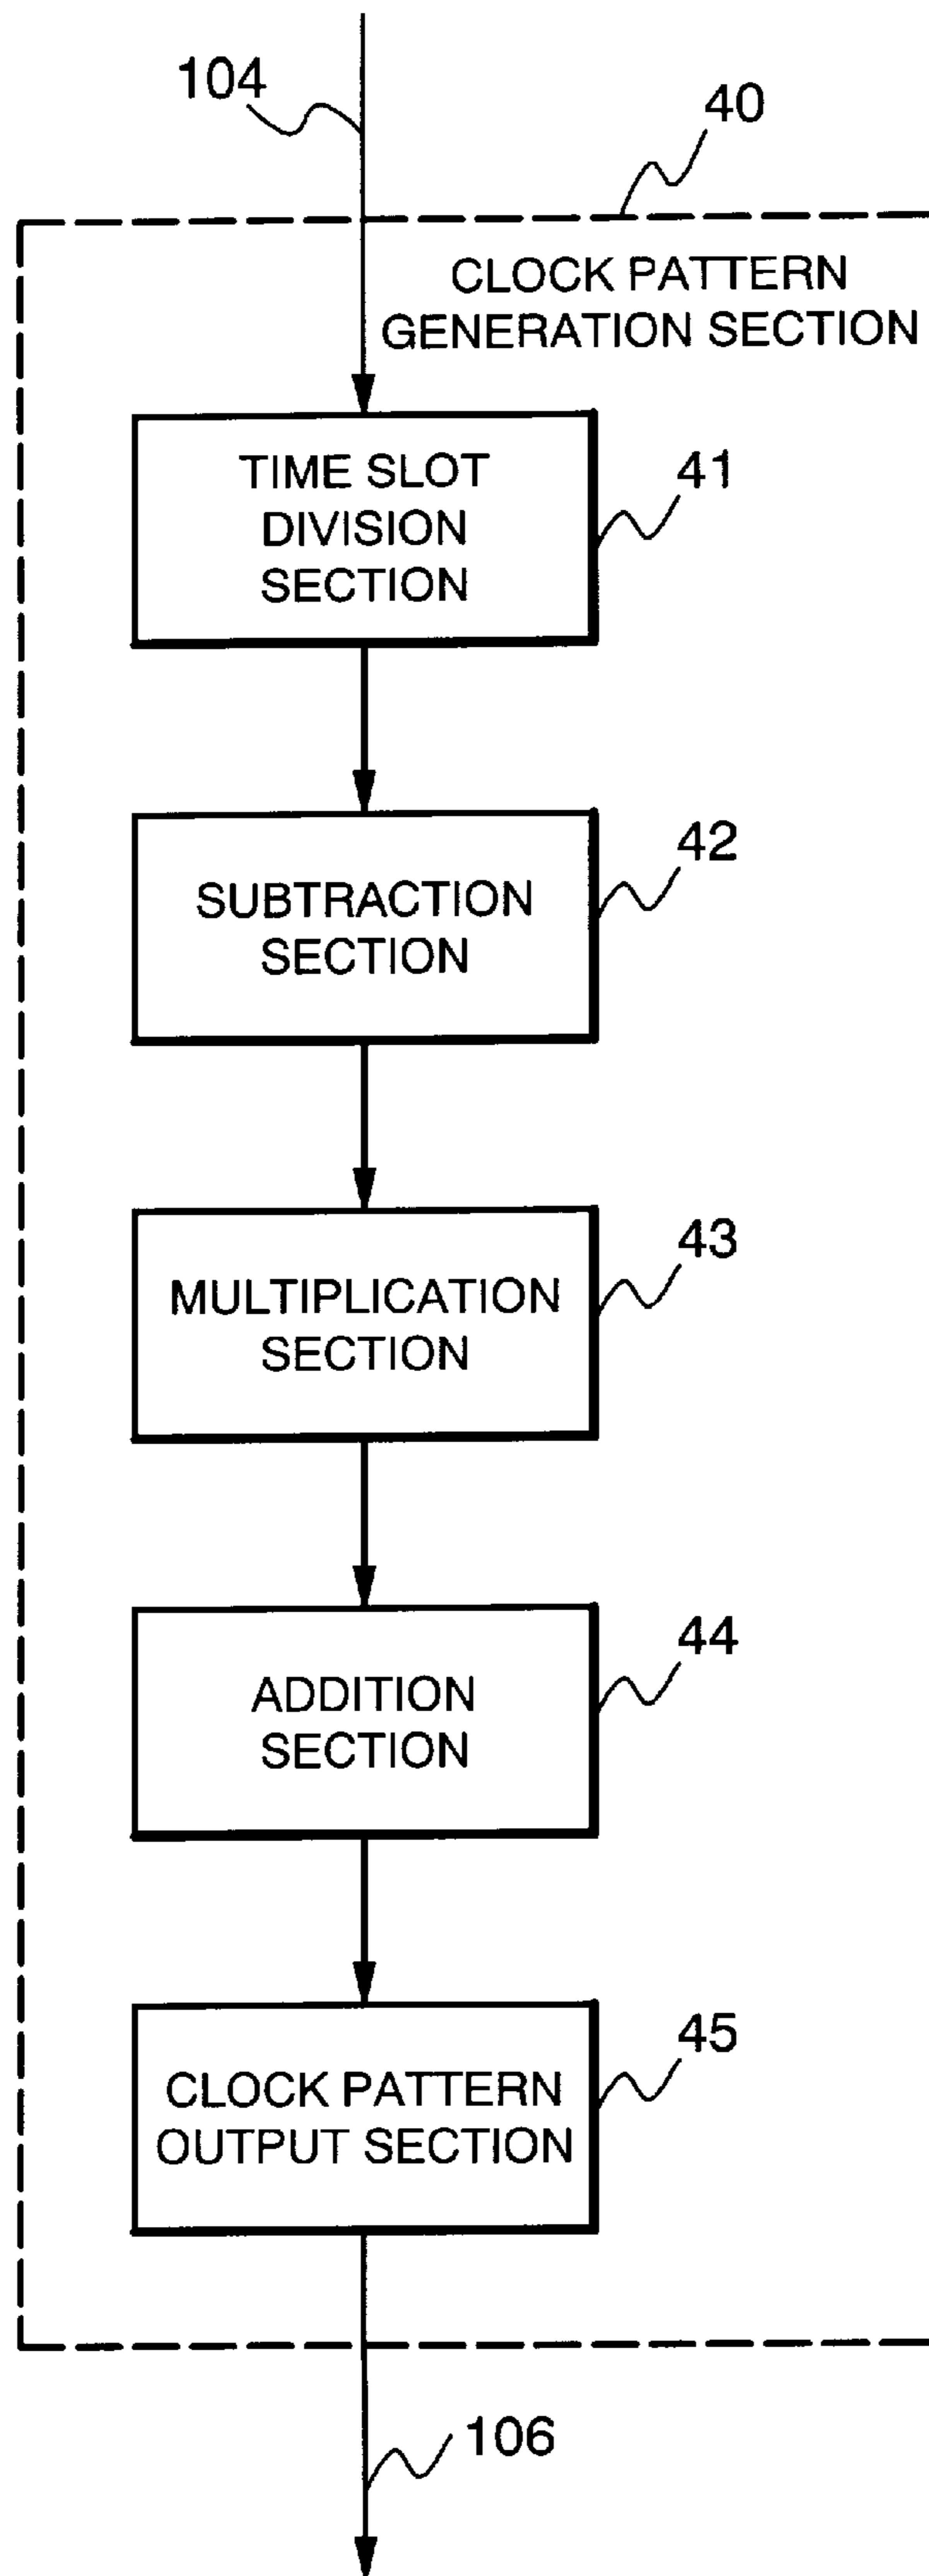 104
40
CLOCK PATTERN
GENERATION SECTION
TIME SLOT
DIVISION
SECTION
41
SUBTRACTION
SECTION
42
MULTIPLICATION
SECTION
43
ADDITION
SECTION
44
CLOCK PATTERN
OUTPUT SECTION
45
106